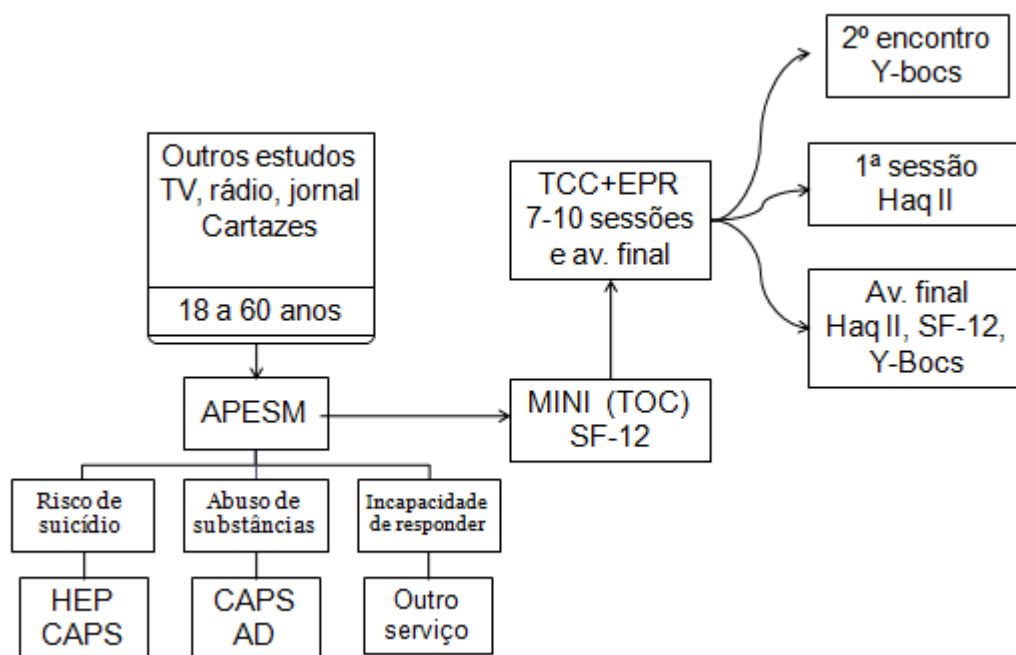 2º encontro
Y-bocs
Outros estudos
TV, rádio, jornal
Cartazes
18 a 60 anos
TCC+EPR
7-10 sessões
e av. final
1ª sessão
Haq II
Av. final
Haq II, SF-12,
Y-Bocs
APESM
MINI (TOC)
SF-12
Risco de
suicídio
Abuso de
substâncias
Incapacidade
de responder
HEP
CAPS
CAPS
AD
Outro
serviço